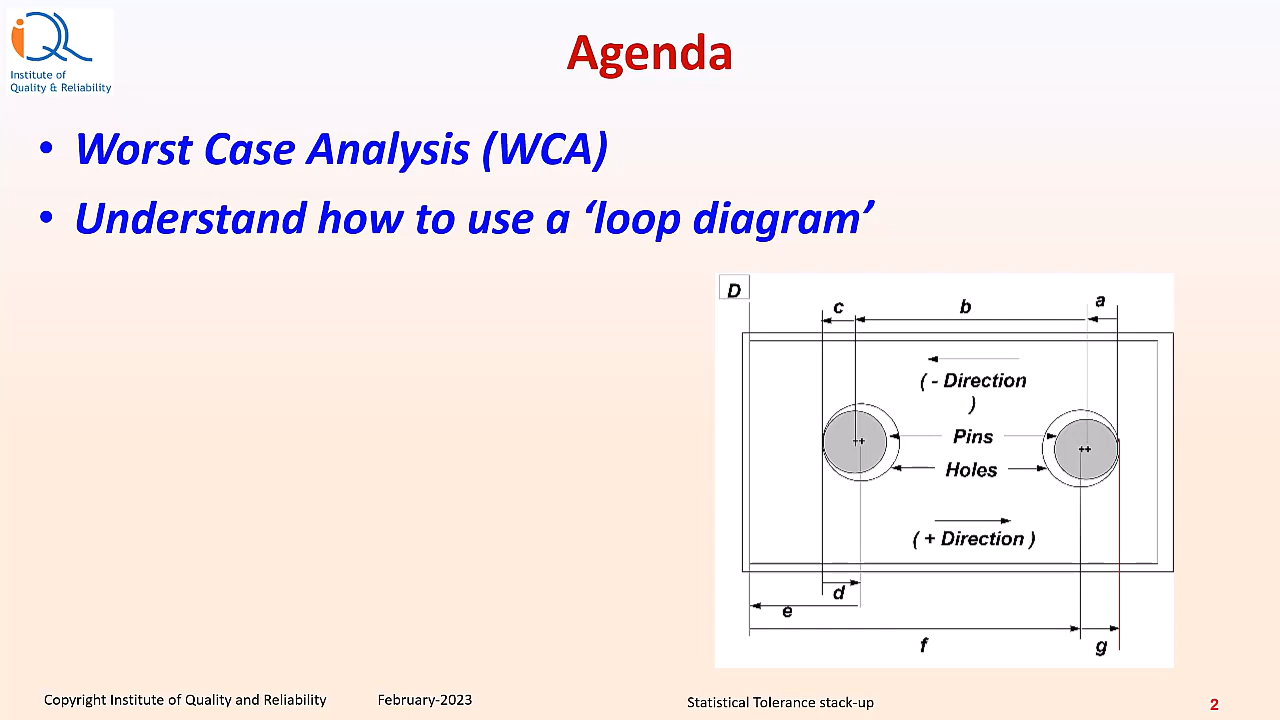 Institute of
Quality & Reliability
Agenda
• Worst Case Analysis (WCA)
• Understand how to use a ‘loop diagram’
D
c
b
a
( - Direction
)
Pins
Holes
( + Direction )
d
e
f
g
Copyright Institute of Quality and Reliability February-2023 Statistical Tolerance stack-up 2